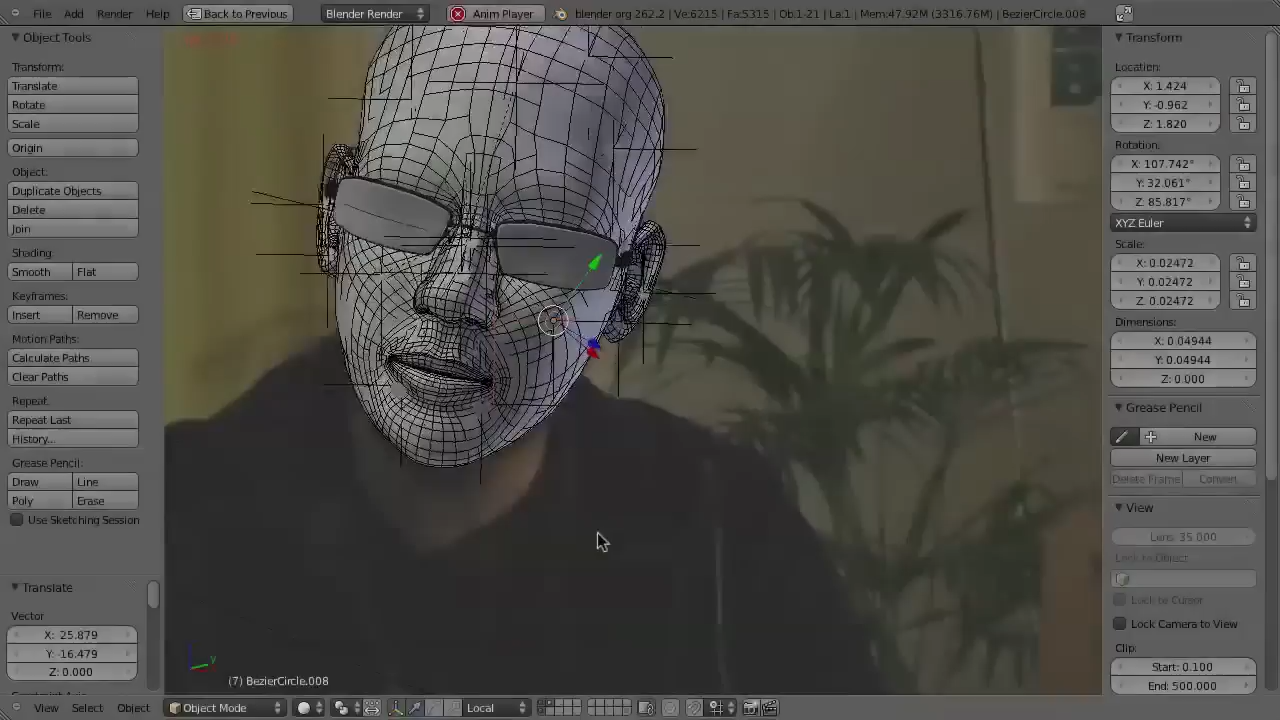 File Add Render Help Back to Previous Blender Render Anim Player blender.org 262.2 | Ve:6215 | Fa:5315 | Ob:1-21 | La:1 | Mem:47.92M (3316.76M) | BezierCircle.008
Object Tools
Transform:
Translate
Rotate
Scale
Origin
Object:
Duplicate Objects
Delete
Join
Shading:
Smooth Flat
Keyframes:
Insert Remove
Motion Paths:
Calculate Paths
Clear Paths
Repeat:
Repeat Last
History...
Grease Pencil:
Draw Line
Poly Erase
Use Sketching Session
Translate
Vector
X: 25.879
Y: -16.479
Z: 0.000
y
(7) BezierCircle.008
View Select Object Object Mode Local
Transform
Location:
X: 1.424
Y: -0.962
Z: 1.820
Rotation:
X: 107.742°
Y: 32.061°
Z: 85.817°
XYZ Euler
Scale:
X: 0.02472
Y: 0.02472
Z: 0.02472
Dimensions:
X: 0.04944
Y: 0.04944
Z: 0.000
Grease Pencil
New
New Layer
Delete Frame Convert
View
Lens: 35.000
Lock to Object:
Lock to Cursor
Lock Camera to View
Clip:
Start: 0.100
End: 500.000